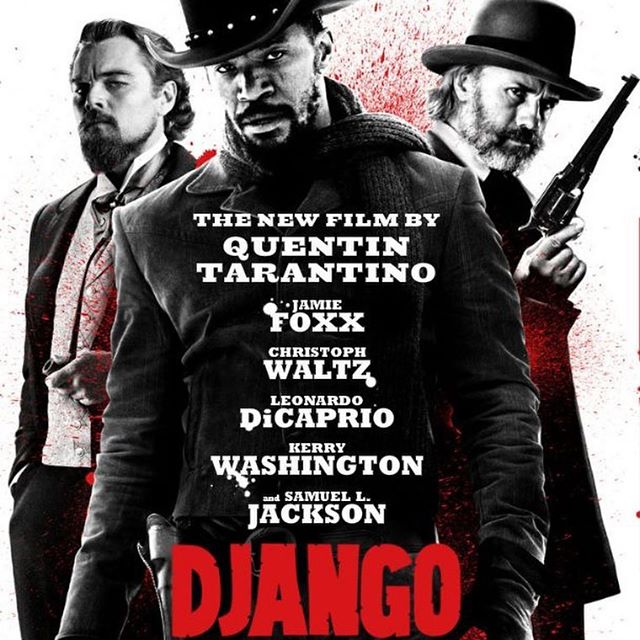 THE NEW FILM BY
QUENTIN
TARANTINO
JAMIE
FOXX
CHRISTOPH
WALTZ
LEONARDO
DiCAPRIO
KERRY
WASHINGTON
and SAMUEL L.
JACKSON
DJANGO